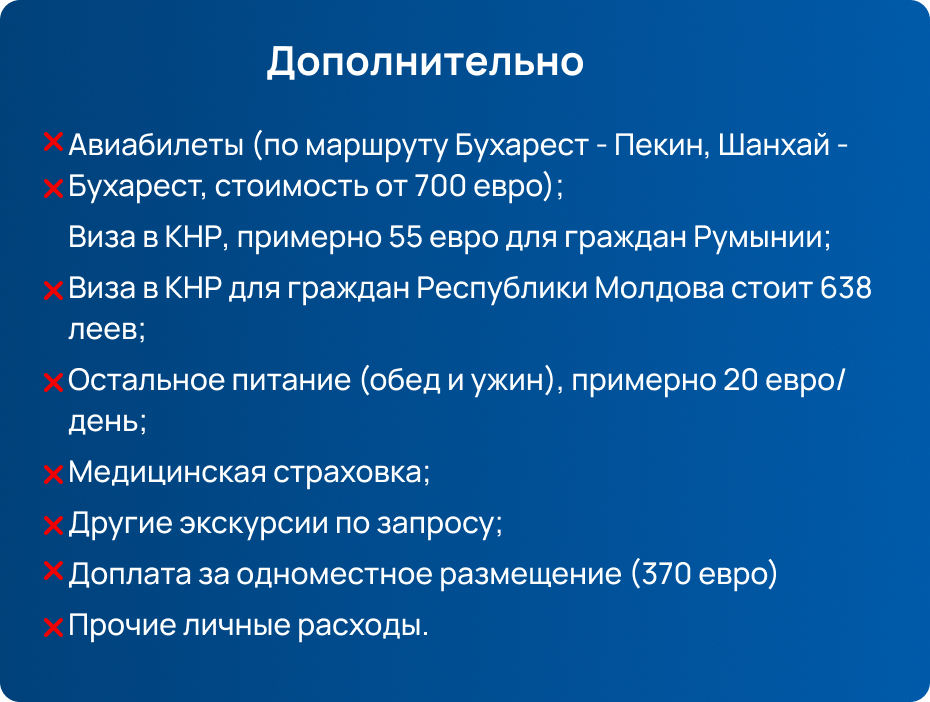 Дополнительно
Авиабилеты (по маршруту Бухарест - Пекин, Шанхай -
Бухарест, стоимость от 700 евро);
Виза в КНР, примерно 55 евро для граждан Румынии;
Виза в КНР для граждан Республики Молдова стоит 638
леев;
Остальное питание (обед и ужин), примерно 20 евро/
день;
Медицинская страховка;
Другие экскурсии по запросу;
Доплата за одноместное размещение (370 евро)
Прочие личные расходы.